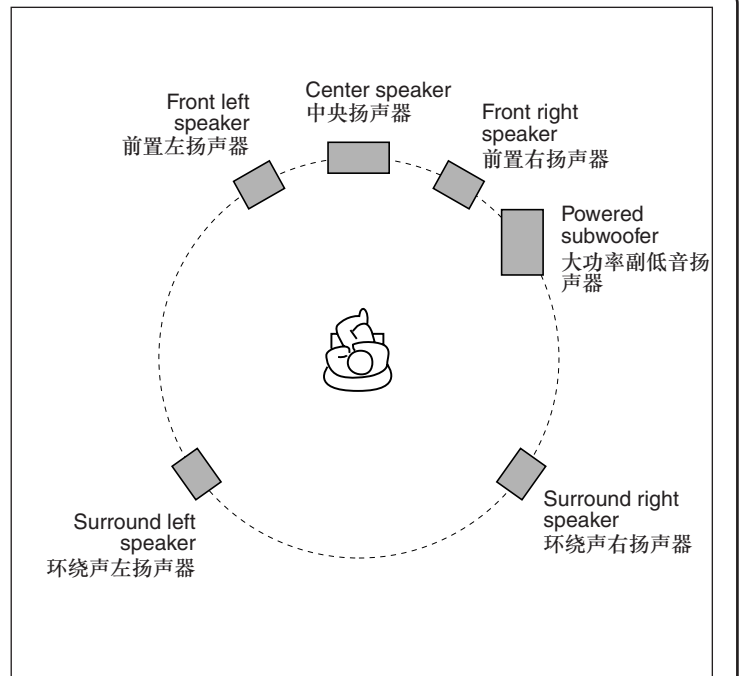 Center speaker
中央扬声器
Front left
speaker
前置左扬声器
Front right
speaker
前置右扬声器
Powered
subwoofer
大功率副低音扬
声器
Surround left
speaker
环绕声左扬声器
Surround right
speaker
环绕声右扬声器